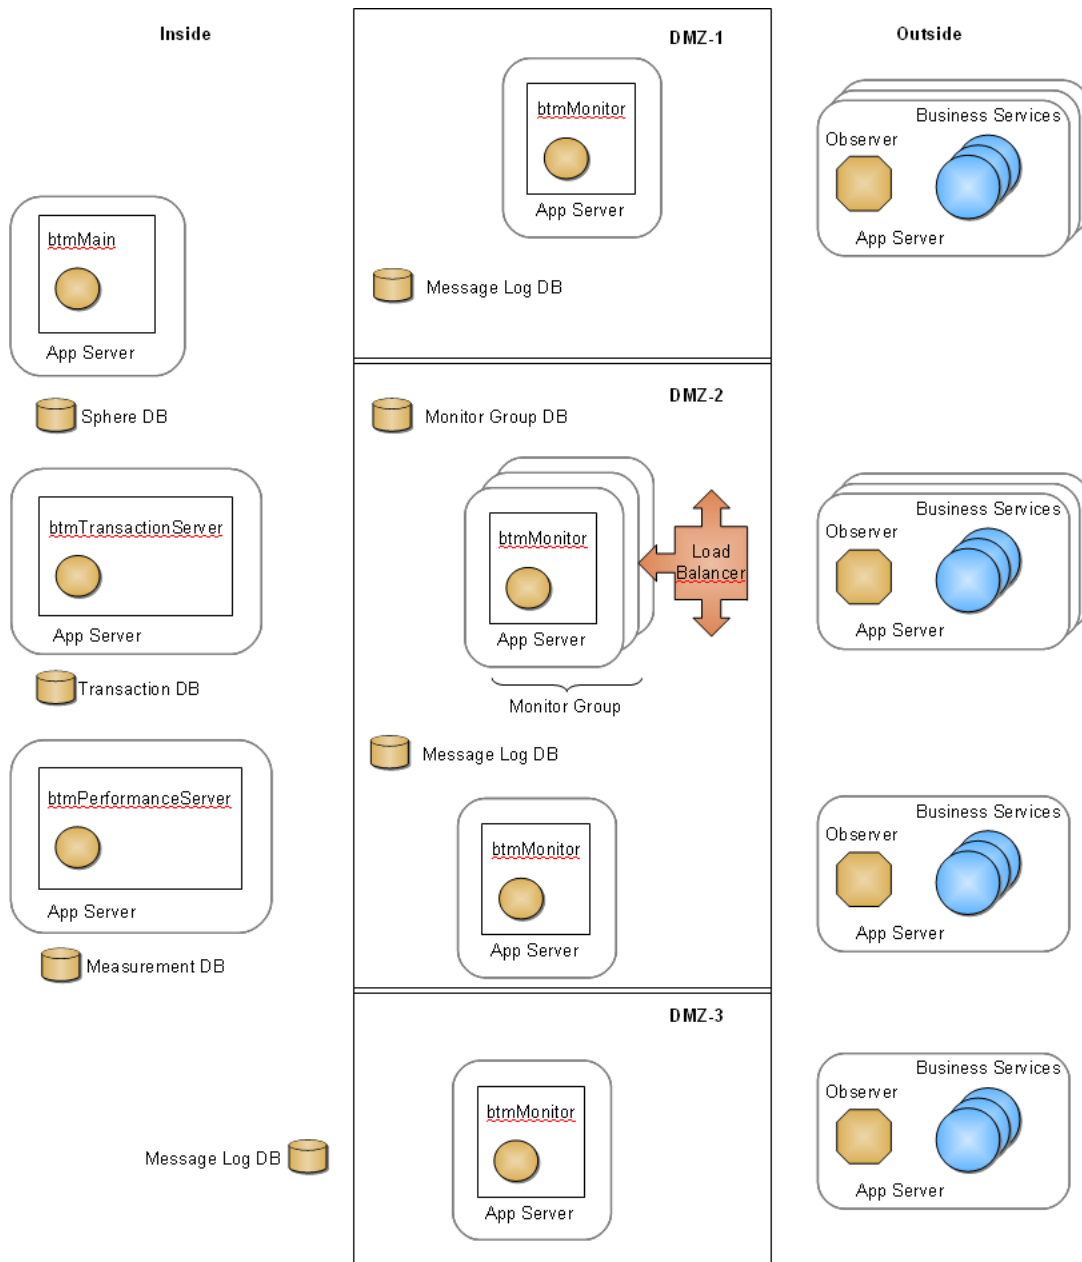 Inside
btmMain
App Server
Sphere DB
btmTransactionServer
App Server
Transaction DB
btmPerformanceServer
App Server
Measurement DB
Message Log DB
DMZ-1
btmMonitor
App Server
Message Log DB
DMZ-2
Monitor Group DB
btmMonitor
App Server
Load
Balancer
Monitor Group
Message Log DB
btmMonitor
App Server
DMZ-3
btmMonitor
App Server
Outside
Business Services
Observer
App Server
Business Services
Observer
App Server
Business Services
Observer
App Server
Business Services
Observer
App Server